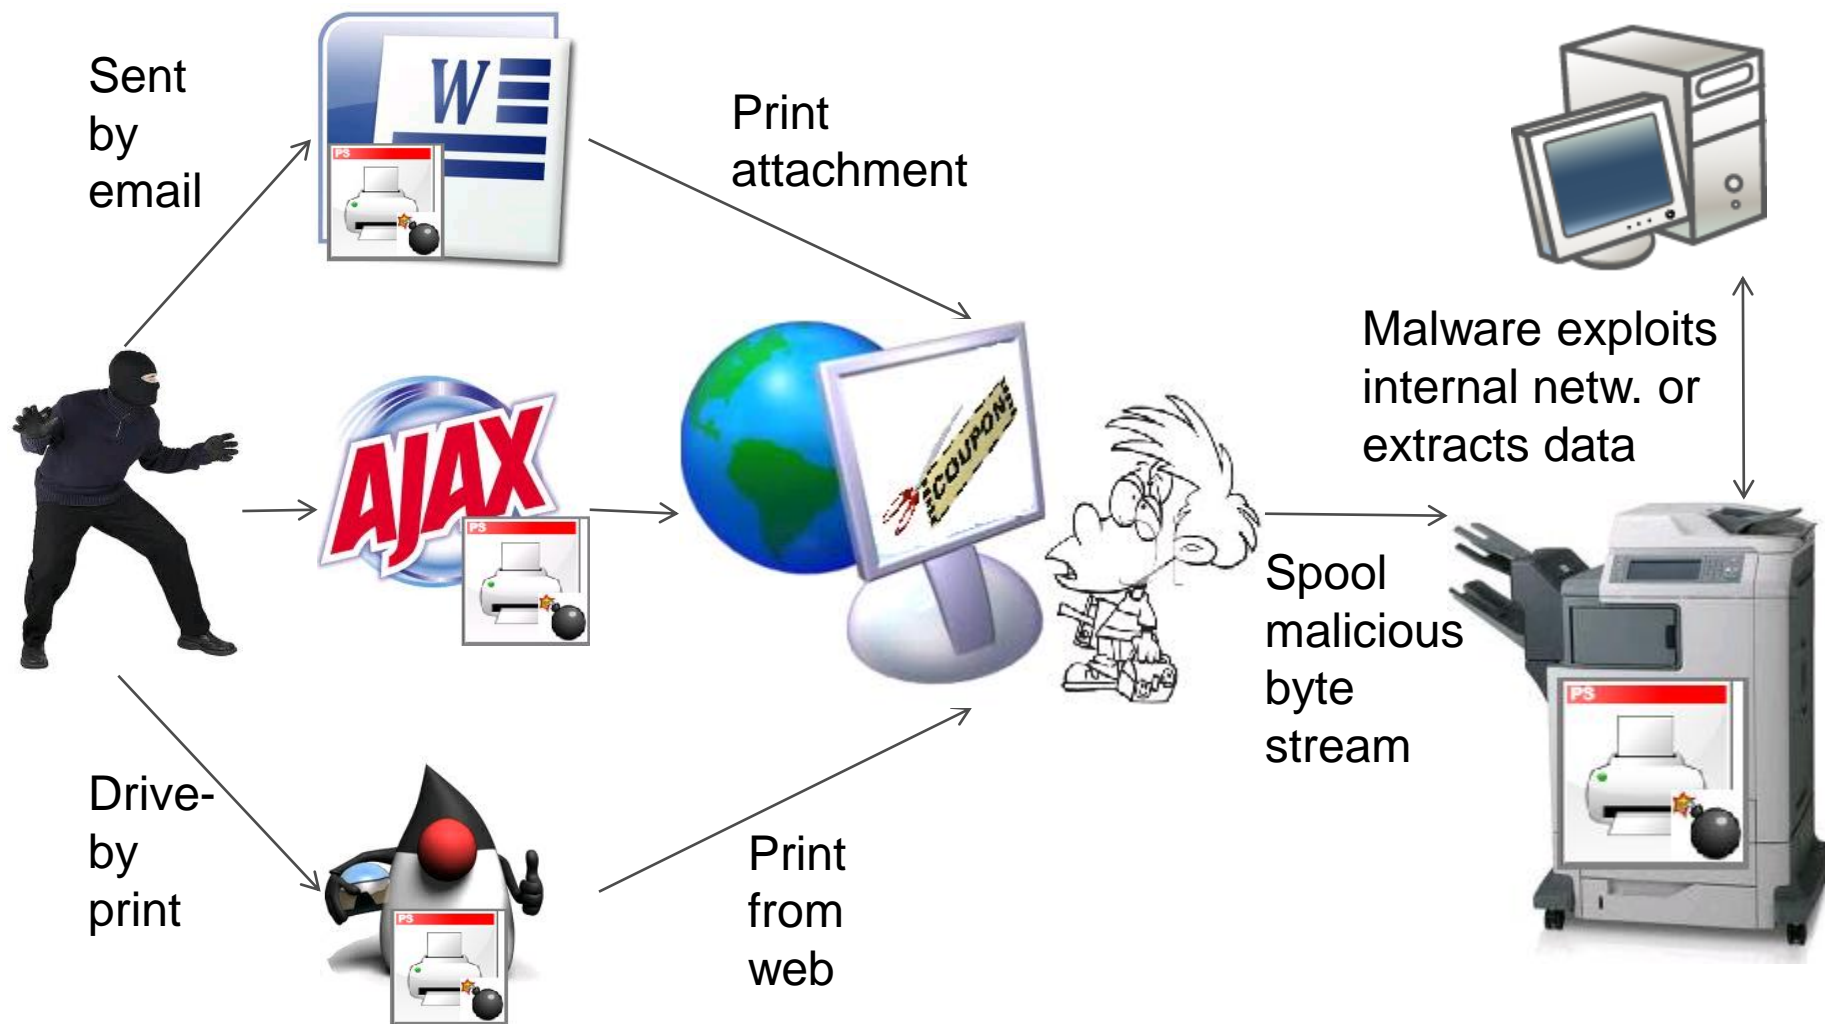 Sent
by
email
W
PS
Print
attachment
Malware exploits
internal netw. or
extracts data
AJAX
PS
COUPON
Spool
malicious
byte
stream
PS
Drive-
by
print
PS
Print
from
web